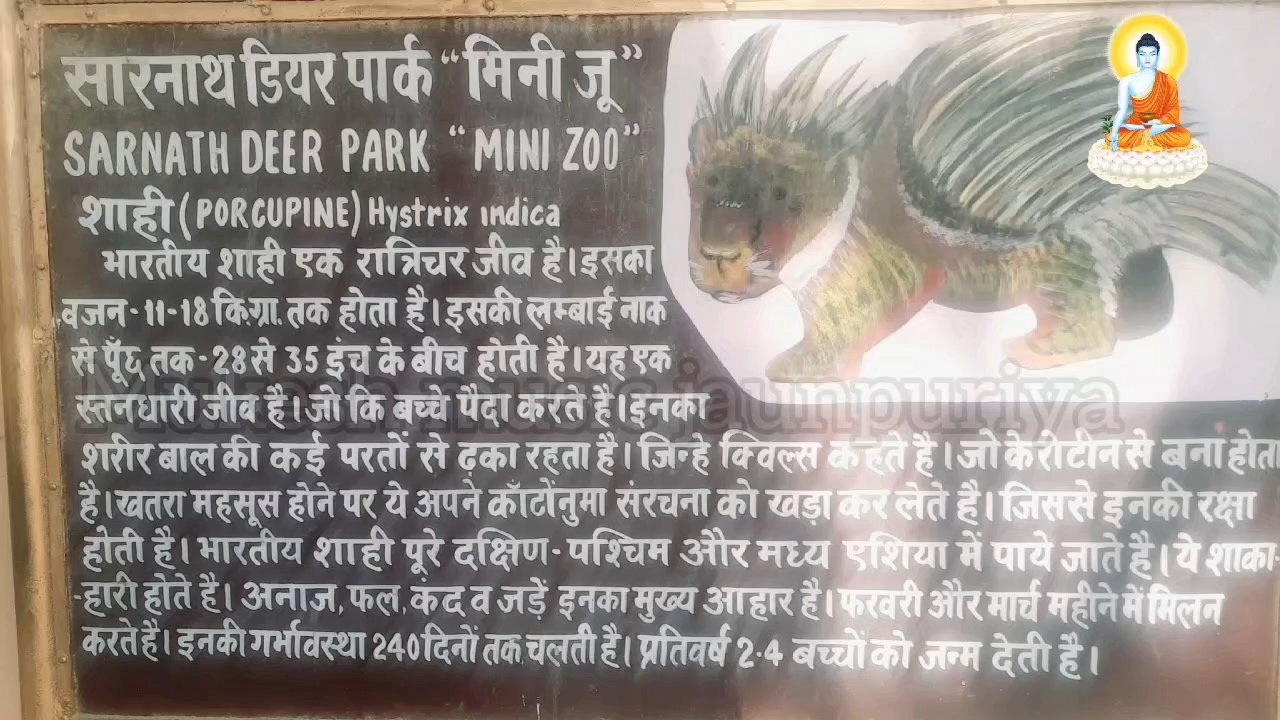 सारनाथ डियर पार्क "मिनी जू"
SARNATH DEER PARK "MINI ZOO"
शाही (PORCUPINE) Hystrix indica
भारतीय शाही एक रात्रिचर जीव है। इसका
वजन - 11-18 कि.ग्रा. तक होता है। इसकी लम्बाई नाक
से पूँछ तक - 28 से 35 इंच के बीच होती है। यह एक
स्तनधारी जीव है। जो कि बच्चे पैदा करते है। इनका
Mukesh music jaunpuriya
शरीर बाल की कई परतों से ढ़का रहता है। जिन्हे क्विल्स कहते है। जो केरोटीन से बना होता
है। खतरा महसूस होने पर ये अपने काँटोंनुमा संरचना को खड़ा कर लेते है। जिससे इनकी रक्षा
होती है। भारतीय शाही पूरे दक्षिण - पश्चिम और मध्य एशिया में पाये जाते है। ये शाका-
-हारी होते है। अनाज, फल, कंद व जड़ें इनका मुख्य आहार है। फरवरी और मार्च महीने में मिलन
करते है। इनकी गर्भावस्था 240 दिनों तक चलती है। प्रतिवर्ष 2-4 बच्चों को जन्म देती है।